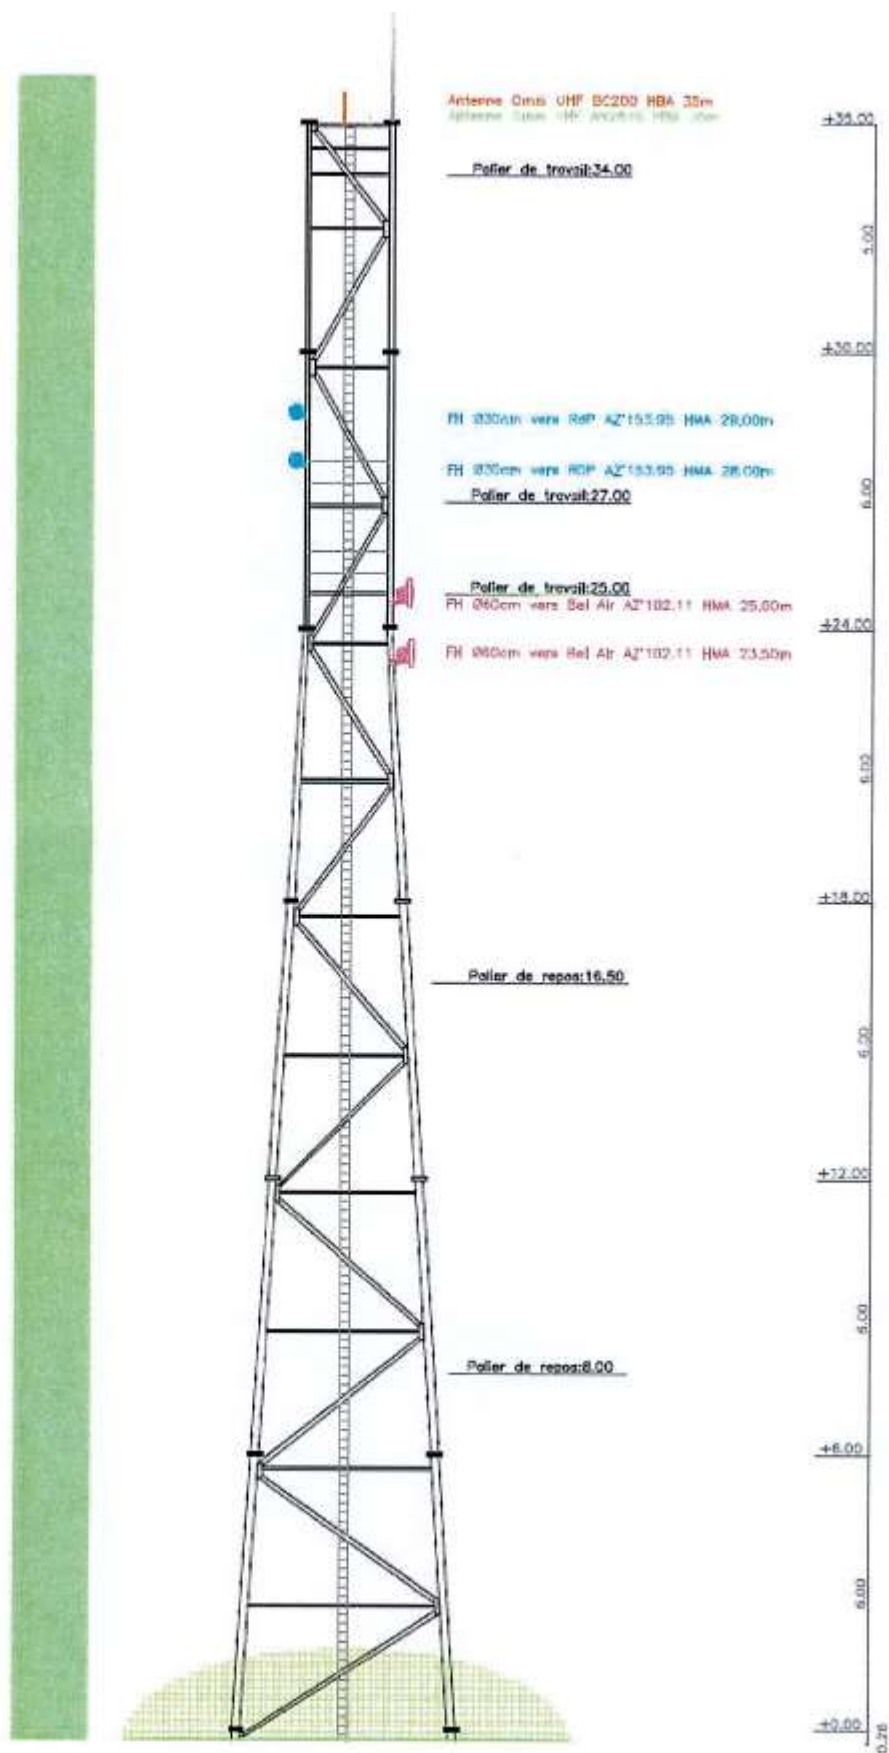 Antenne Omni UHF BC200 HBA 35m
Antenne
+35.00
Palier de travail:34.00
5.00
+30.00
FH Ø30cm vers RdP AZ°153.95 HMA 29,00m
FH Ø30cm vers RDP AZ°153.95 HMA 28,00m
Palier de travail:27.00
6.00
Palier de travail:25.00
FH Ø60cm vers Bel Air AZ°102.11 HMA 25,00m
+24.00
FH Ø60cm vers Bel Air AZ°102.11 HMA 23,50m
6.00
+18.00
Palier de repos:16,50
6.00
+12.00
6.00
Palier de repos:8.00
+6.00
6.00
+0.00
0.26